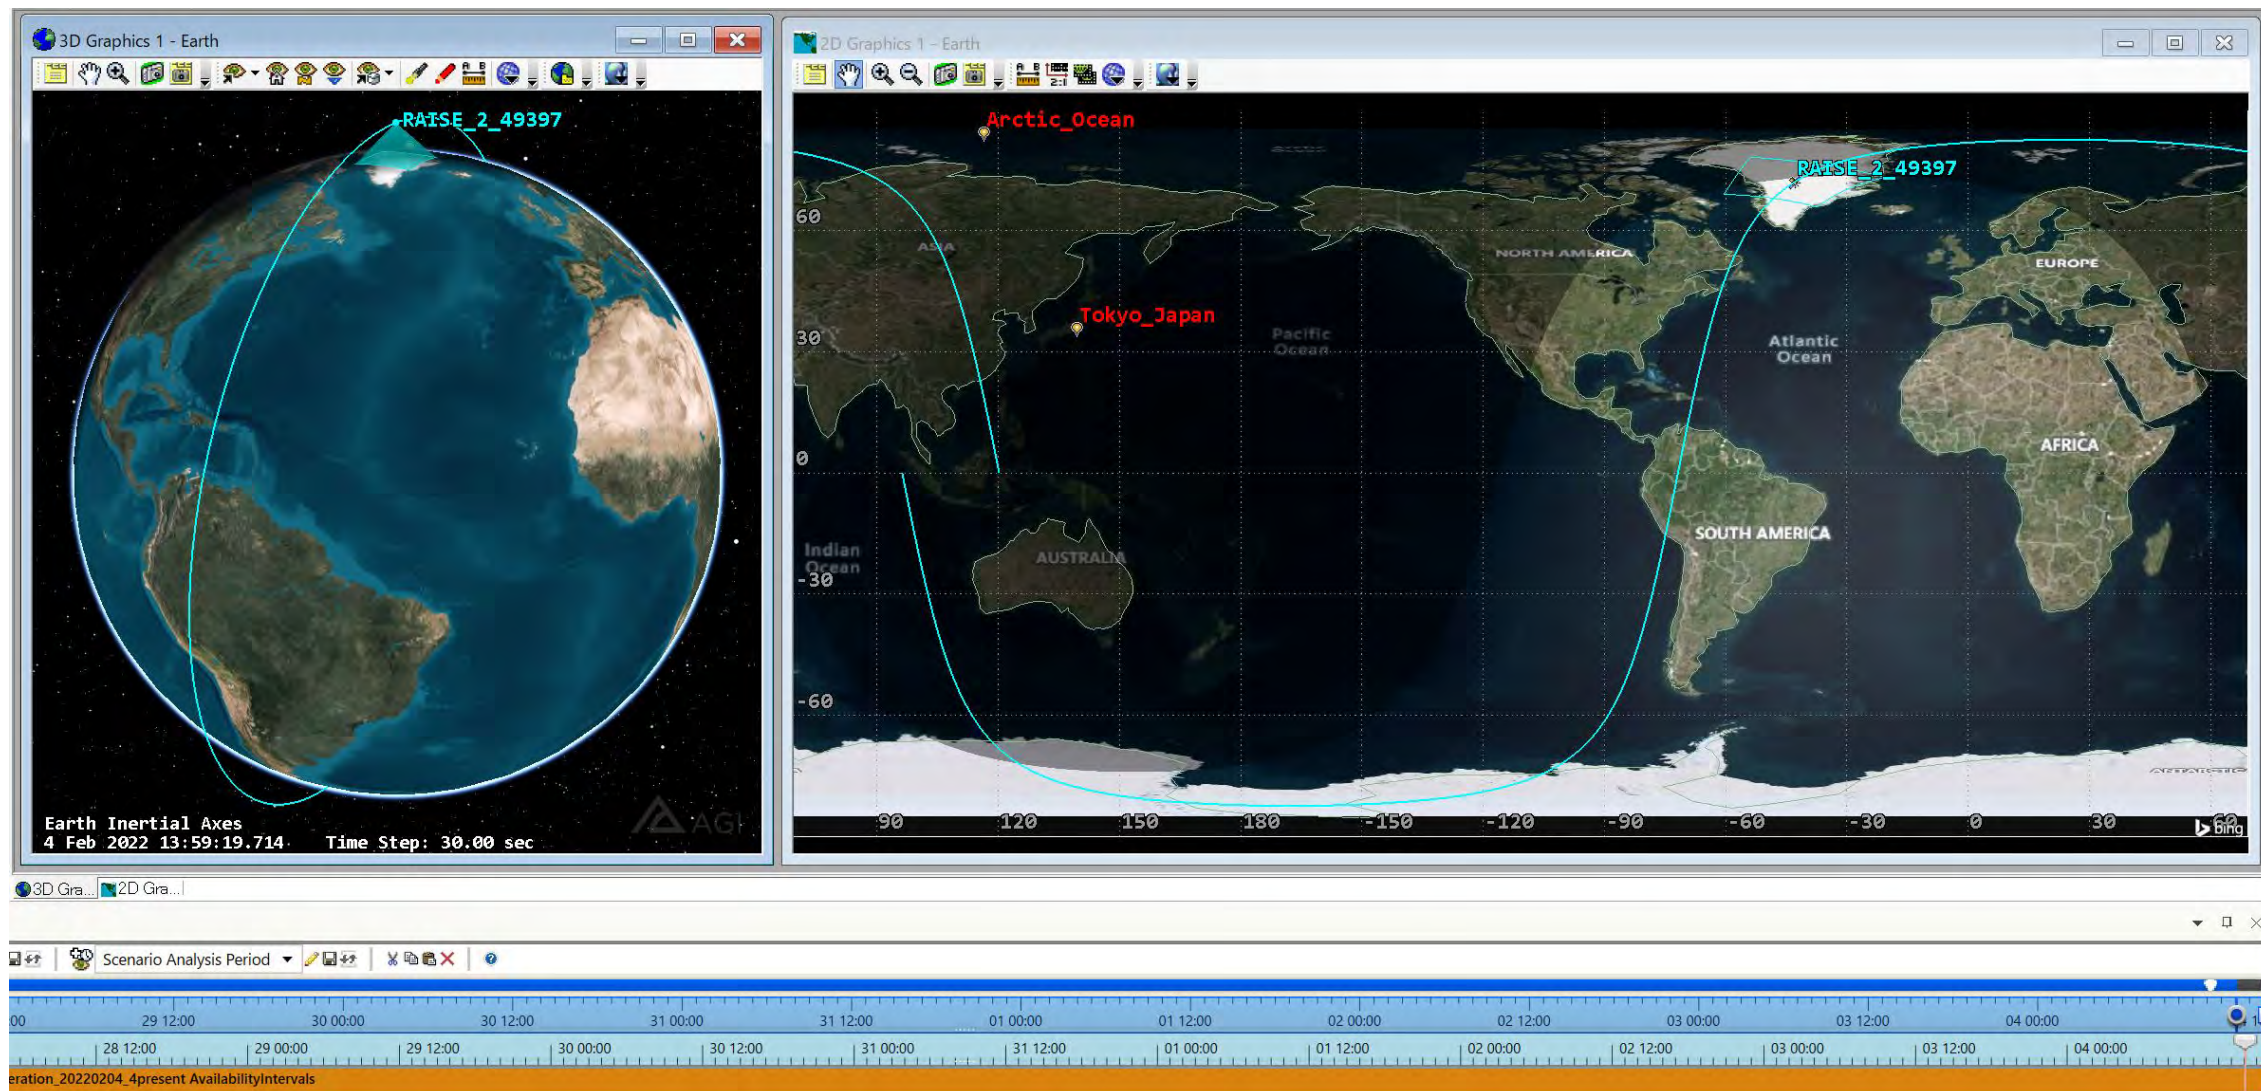 3D Graphics 1 - Earth
RAISE_2_49397
Earth Inertial Axes
4 Feb 2022 13:59:19.714
Time Step: 30.00 sec
AGI
2D Graphics 1 - Earth
Arctic_Ocean
RAISE_2_49397
60
ASIA
NORTH AMERICA
EUROPE
Tokyo_Japan
30
Pacific Ocean
Atlantic Ocean
0
AFRICA
SOUTH AMERICA
Indian Ocean
AUSTRALIA
-30
-60
90 120 150 180 -150 -120 -90 -60 -30 0 30
bing
3D Gra... 2D Gra...
Scenario Analysis Period
29 12:00 30 00:00 30 12:00 31 00:00 31 12:00 01 00:00 01 12:00 02 00:00 02 12:00 03 00:00 03 12:00 04 00:00
28 12:00 29 00:00 29 12:00 30 00:00 30 12:00 31 00:00 31 12:00 01 00:00 01 12:00 02 00:00 02 12:00 03 00:00 03 12:00 04 00:00
eration_20220204_4present AvailabilityIntervals